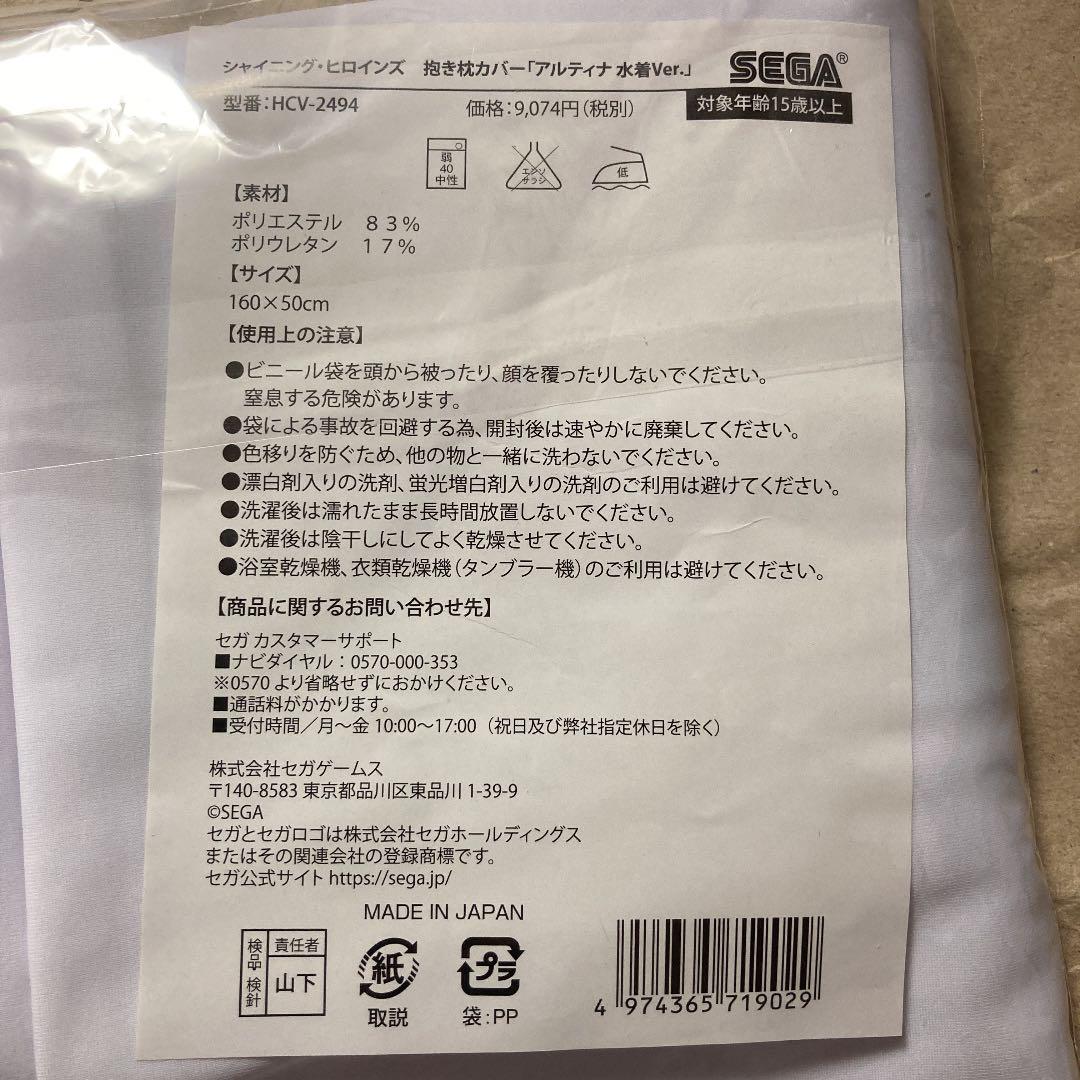 シャイニング・ヒロインズ 抱き枕カバー「アルティナ 水着Ver.」
SEGA®
型番:HCV-2494
価格:9,074円(税別)
対象年齢15歳以上
弱
40
中性
エンソ
サラシ
低
【素材】
ポリエステル 83%
ポリウレタン 17%
【サイズ】
160×50cm
【使用上の注意】
●ビニール袋を頭から被ったり、顔を覆ったりしないでください。
窒息する危険があります。
●袋による事故を回避する為、開封後は速やかに廃棄してください。
●色移りを防ぐため、他の物と一緒に洗わないでください。
●漂白剤入りの洗剤、蛍光増白剤入りの洗剤のご利用は避けてください。
●洗濯後は濡れたまま長時間放置しないでください。
●洗濯後は陰干しにしてよく乾燥させてください。
●浴室乾燥機、衣類乾燥機(タンブラー機)のご利用は避けてください。
【商品に関するお問い合わせ先】
セガ カスタマーサポート
■ナビダイヤル:0570-000-353
※0570 より省略せずにおかけください。
■通話料がかかります。
■受付時間/月〜金 10:00〜17:00(祝日及び弊社指定休日を除く)
株式会社セガゲームス
〒140-8583 東京都品川区東品川 1-39-9
©SEGA
セガとセガロゴは株式会社セガホールディングス
またはその関連会社の登録商標です。
セガ公式サイト https://sega.jp/
MADE IN JAPAN
検品 検針
責任者
山下
紙
取説
プラ
袋:PP
4 974365 719029